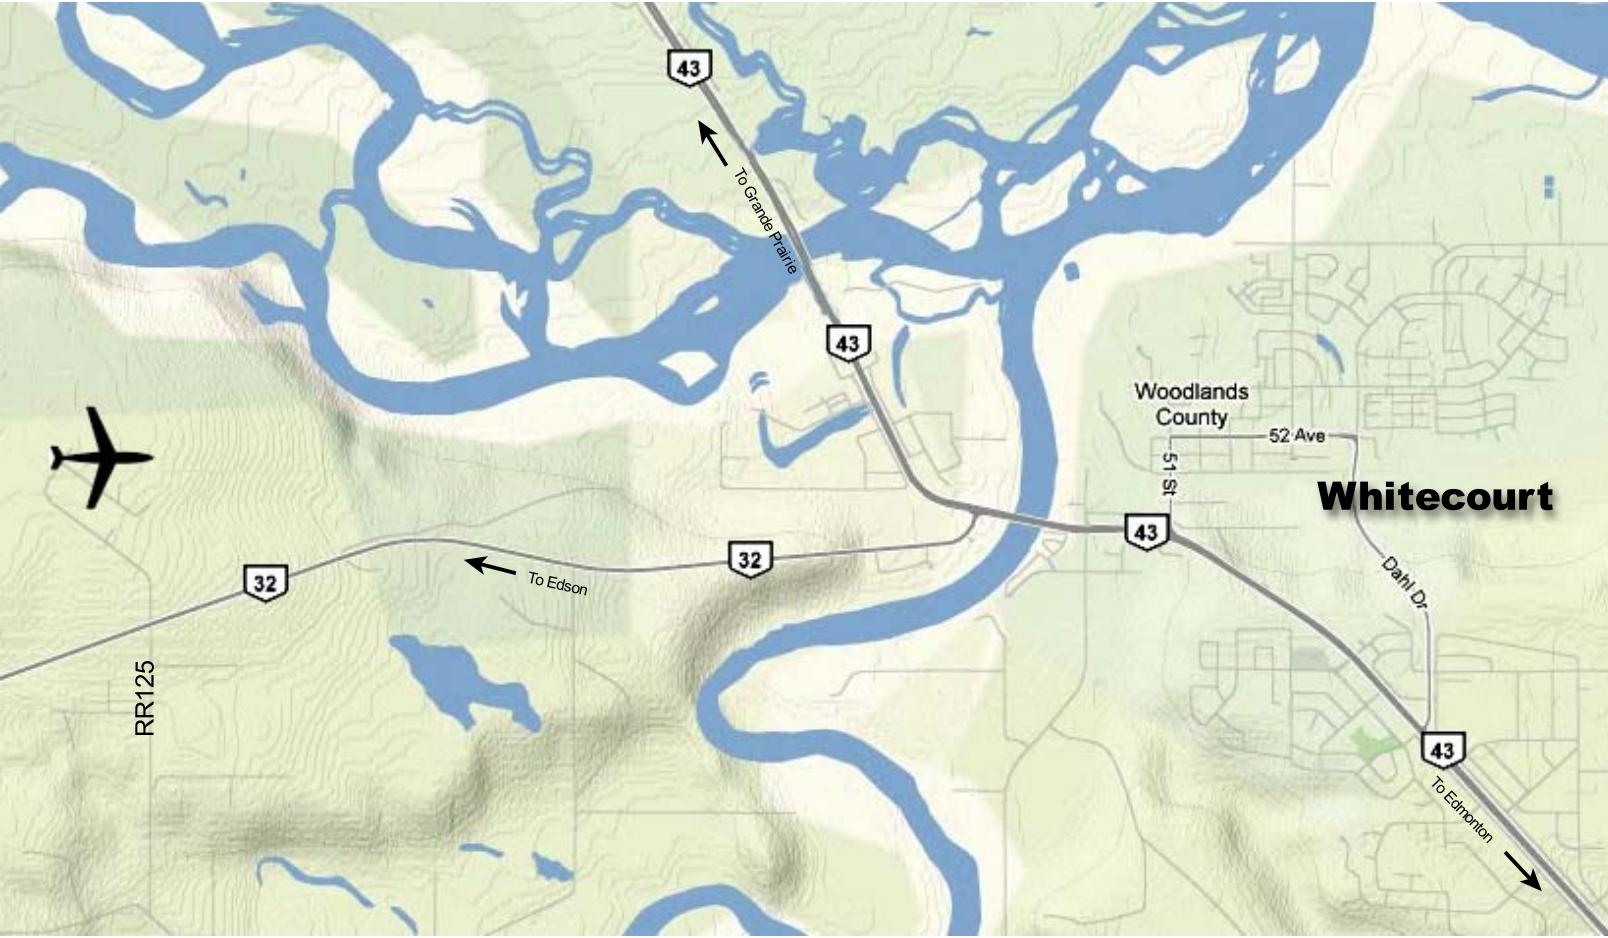 43
To Grande Prairie
43
Woodlands
County
52 Ave
51 St
Whitecourt
43
32
To Edson
32
Dahl Dr
RR125
43
To Edmonton